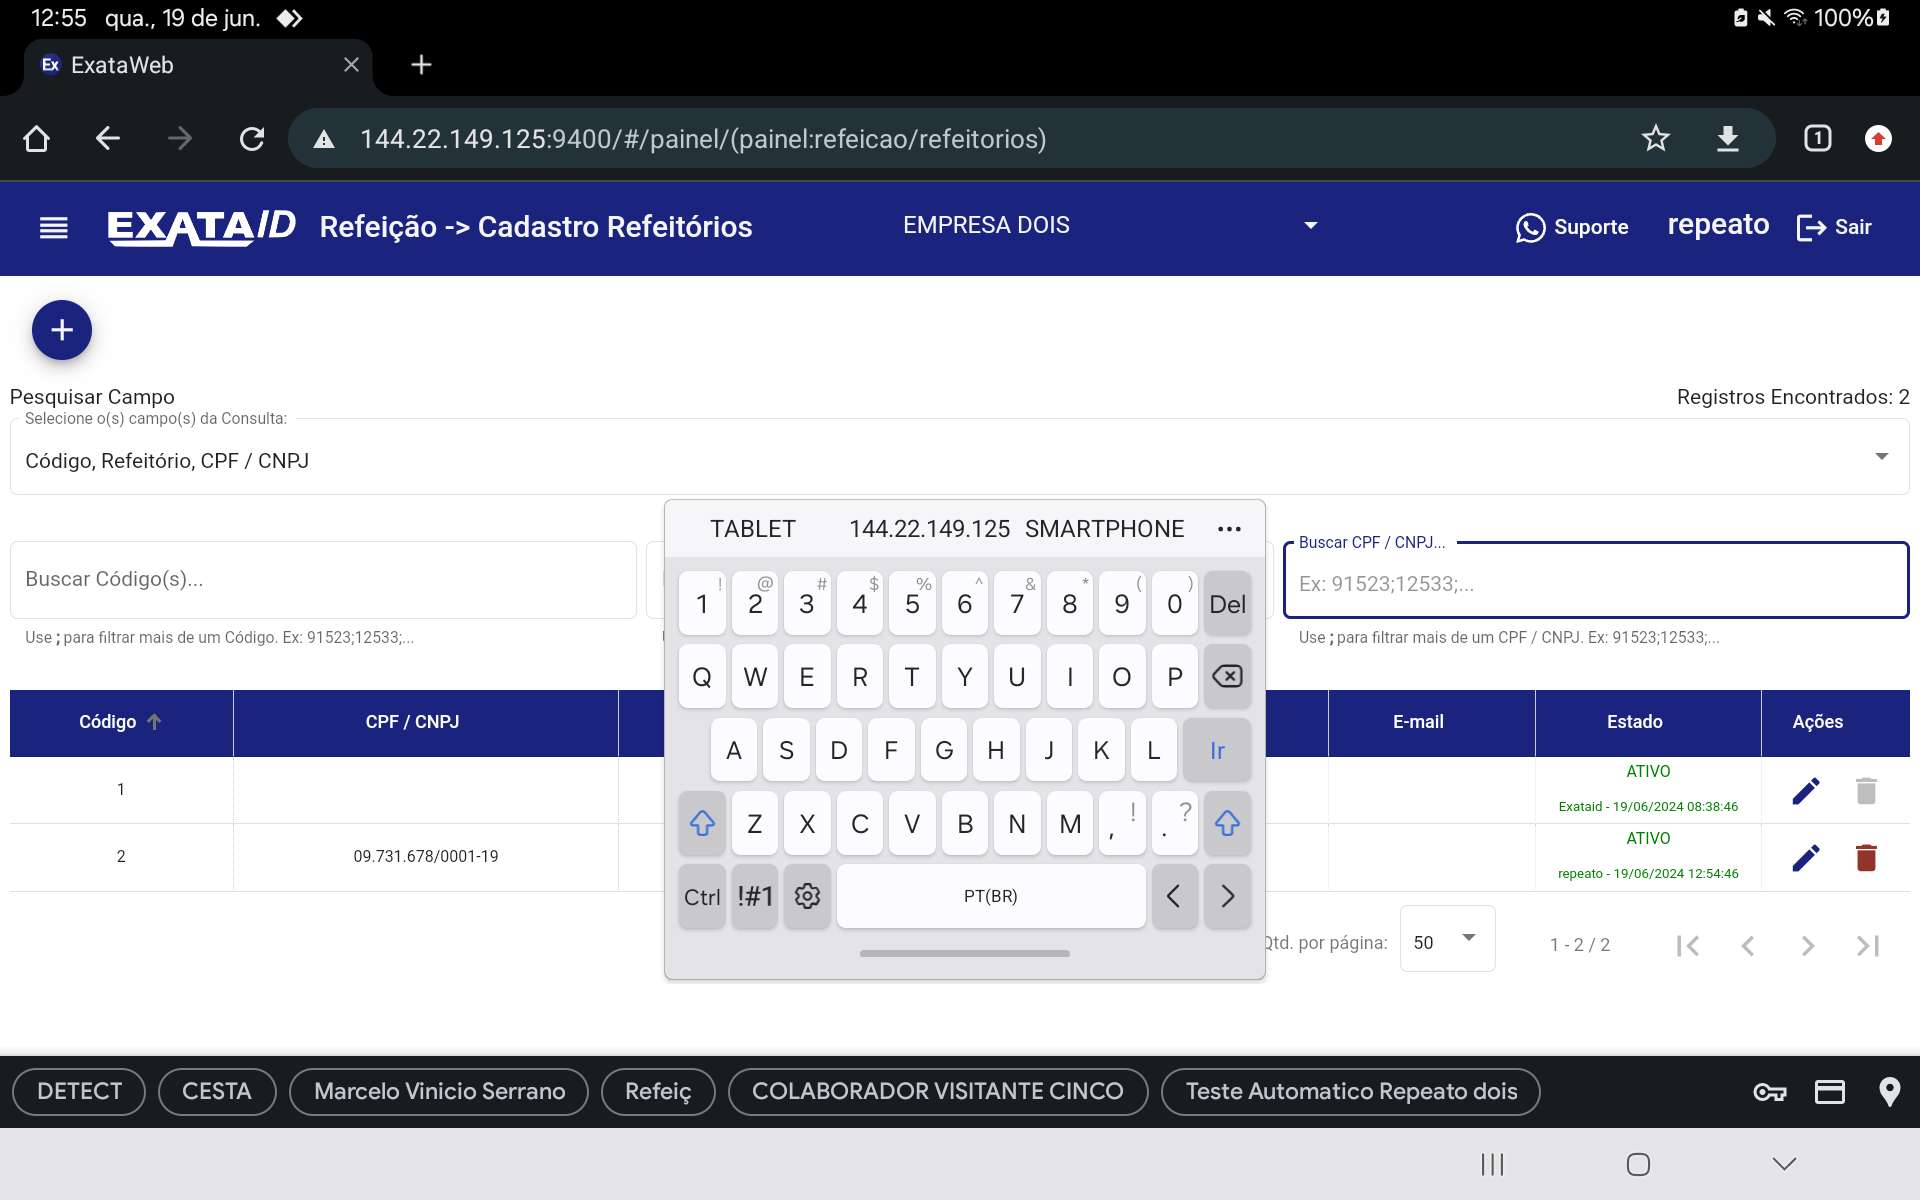 12:55 qua., 19 de jun. 100%
Ex ExataWeb
144.22.149.125:9400/#/painel/(painel:refeicao/refeitorios) 1
EXATAID Refeição -> Cadastro Refeitórios EMPRESA DOIS Suporte repeato Sair
+
Pesquisar Campo Registros Encontrados: 2
Selecione o(s) campo(s) da Consulta:
Código, Refeitório, CPF / CNPJ
TABLET 144.22.149.125 SMARTPHONE ...
Buscar CPF / CNPJ...
Buscar Código(s)... Ex: 91523;12533;...
Use ; para filtrar mais de um Código. Ex: 91523;12533;... Use ; para filtrar mais de um CPF / CNPJ. Ex: 91523;12533;...
! @ # $ % ^ & * ( )
1 2 3 4 5 6 7 8 9 0 Del
Q W E R T Y U I O P
A S D F G H J K L Ir
Z X C V B N M , ! . ?
Ctrl !#1 PT(BR) < >
Código CPF / CNPJ E-mail Estado Ações
1 ATIVO
Exataid - 19/06/2024 08:38:46
2 09.731.678/0001-19 ATIVO
repeato - 19/06/2024 12:54:46
Qtd. por página: 50 1 - 2 / 2
DETECT CESTA Marcelo Vinicio Serrano Refeiç COLABORADOR VISITANTE CINCO Teste Automatico Repeato dois